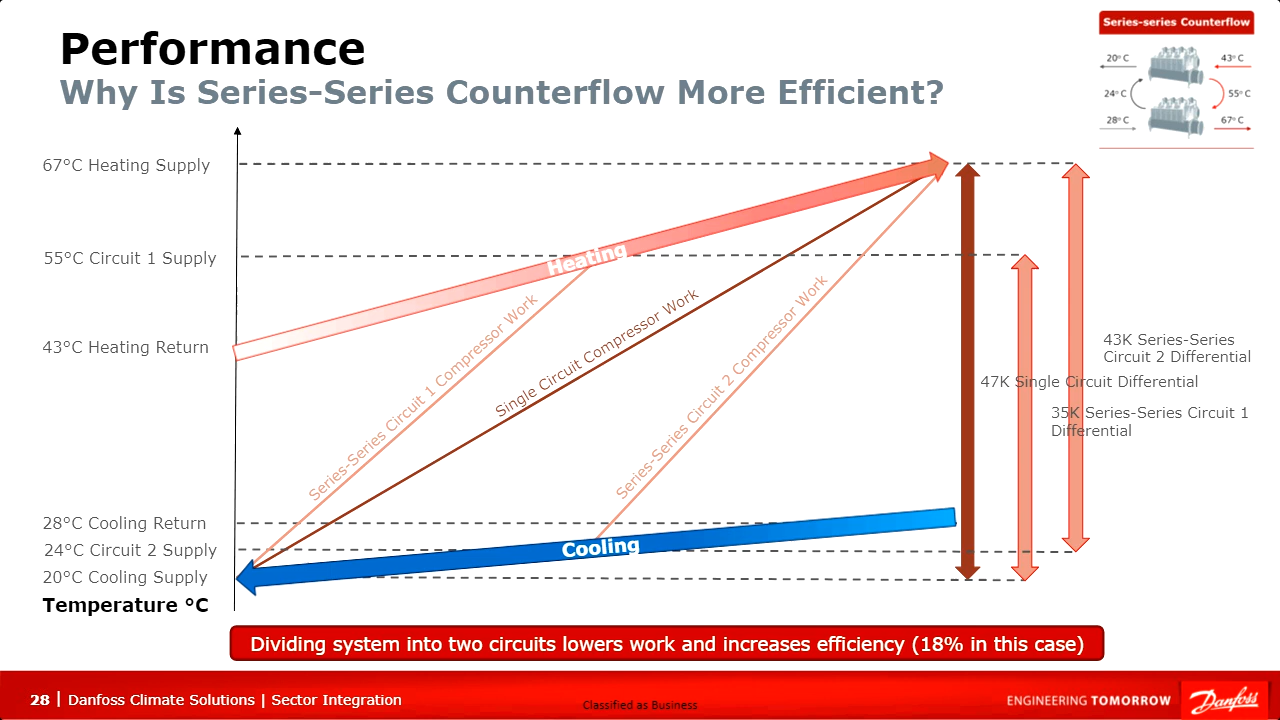 Performance
Why Is Series-Series Counterflow More Efficient?
Series-series Counterflow
20° C
43° C
24° C
55° C
28° C
67° C
67°C Heating Supply
55°C Circuit 1 Supply
43°C Heating Return
28°C Cooling Return
24°C Circuit 2 Supply
20°C Cooling Supply
Temperature °C
Heating
Series-Series Circuit 1 Compressor Work
Single Circuit Compressor Work
Series-Series Circuit 2 Compressor Work
Cooling
43K Series-Series
Circuit 2 Differential
47K Single Circuit Differential
35K Series-Series Circuit 1
Differential
Dividing system into two circuits lowers work and increases efficiency (18% in this case)
28 | Danfoss Climate Solutions | Sector Integration
Classified as Business
ENGINEERING TOMORROW
Danfoss